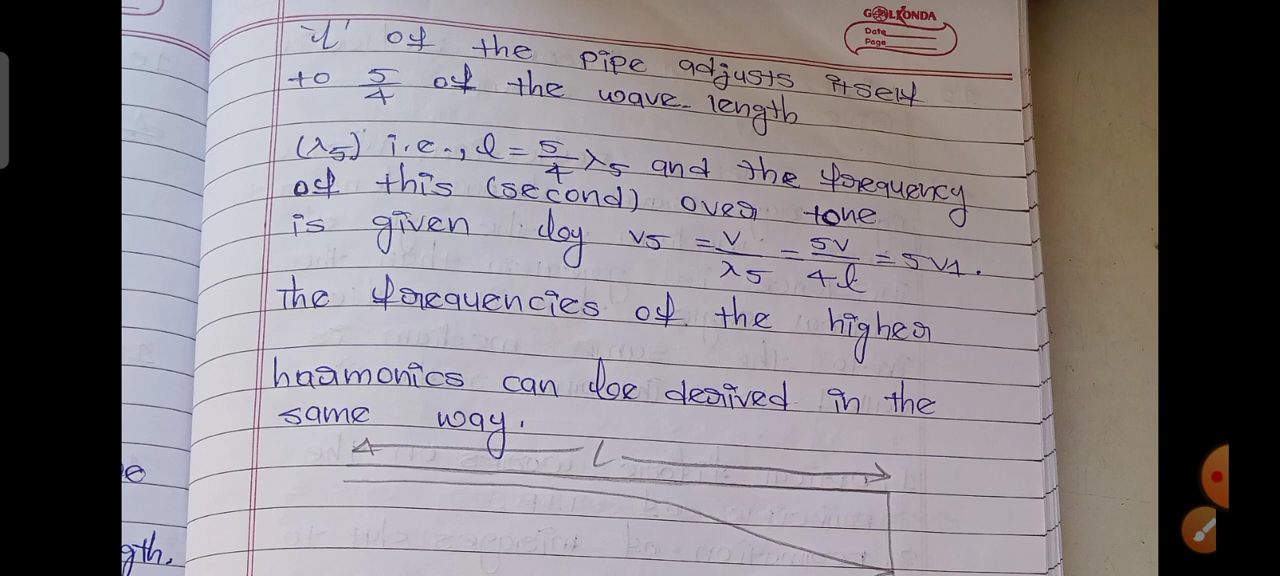 GOLKONDA
Date
Page
'l' of the pipe adjusts itself
to 5/4 of the wave-length
(λ5) i.e., l = 5/4 λ5 and the frequency
of this (second) over tone
is given by ν5 = V/λ5 = 5V/4l = 5ν1.
the frequencies of the higher
harmonics can be derived in the
same way.
L
gth.